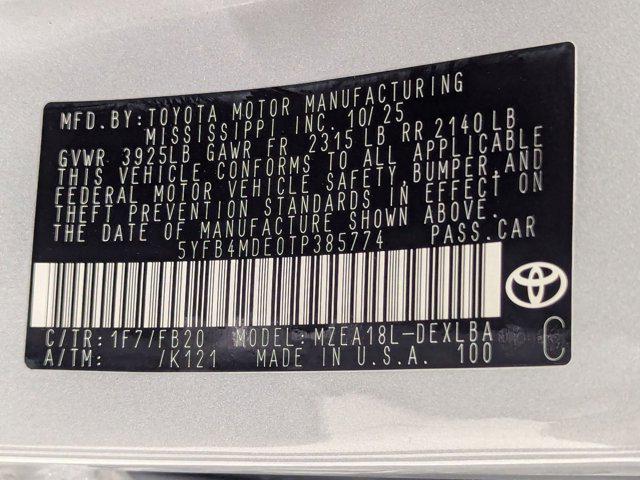 MFD. BY: TOYOTA MOTOR MANUFACTURING
MISSISSIPPI, INC. 10/25
GVWR 3925LB GAWR FR 2315 LB RR 2140 LB
THIS VEHICLE CONFORMS TO ALL APPLICABLE
FEDERAL MOTOR VEHICLE SAFETY, BUMPER, AND
THEFT PREVENTION STANDARDS IN EFFECT ON
THE DATE OF MANUFACTURE SHOWN ABOVE.
5YFB4MDE0TP385774 PASS.CAR
C/TR: 1F7/FB20 MODEL: MZEA18L-DEXLBA
A/TM: /K121 MADE IN U.S.A. 100 C